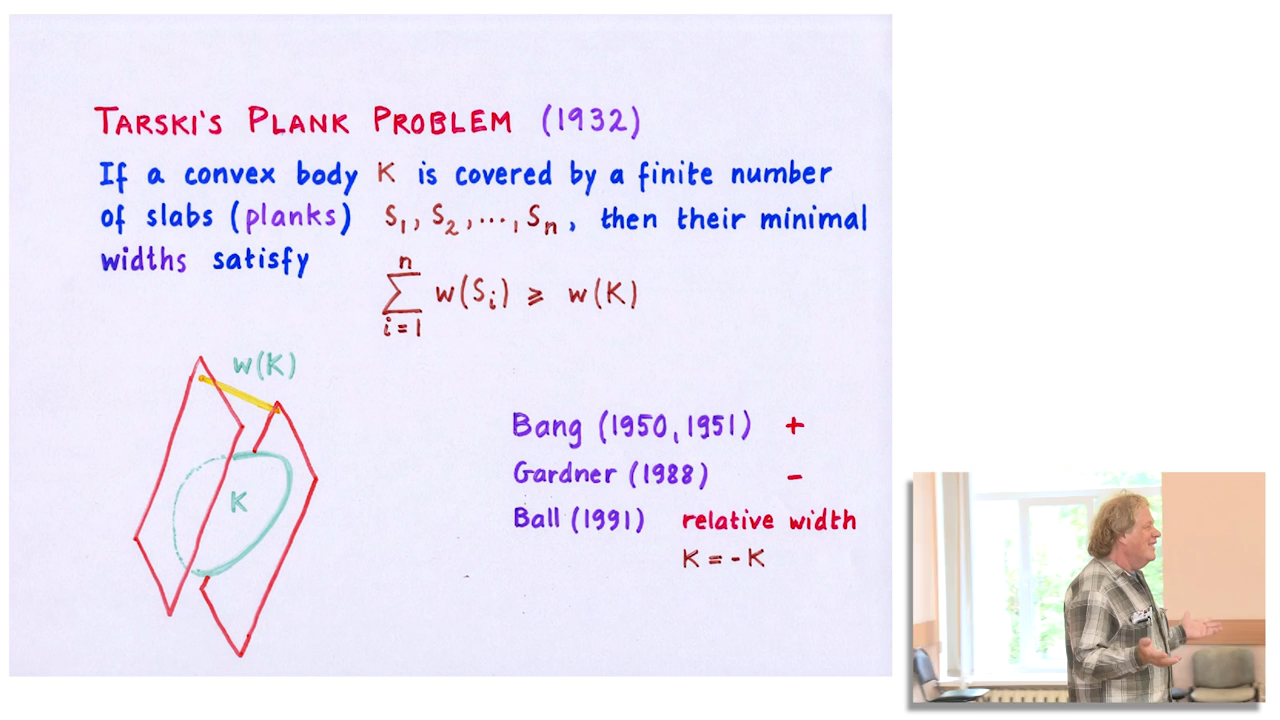 TARSKI'S PLANK PROBLEM (1932)
If a convex body K is covered by a finite number
of slabs (planks) S₁, S₂, ..., Sₙ, then their minimal
widths satisfy
n
∑ w(Sᵢ) ⩾ w(K)
i=1
w(K)
K
Bang (1950, 1951) +
Gardner (1988) -
Ball (1991) relative width
K = - K